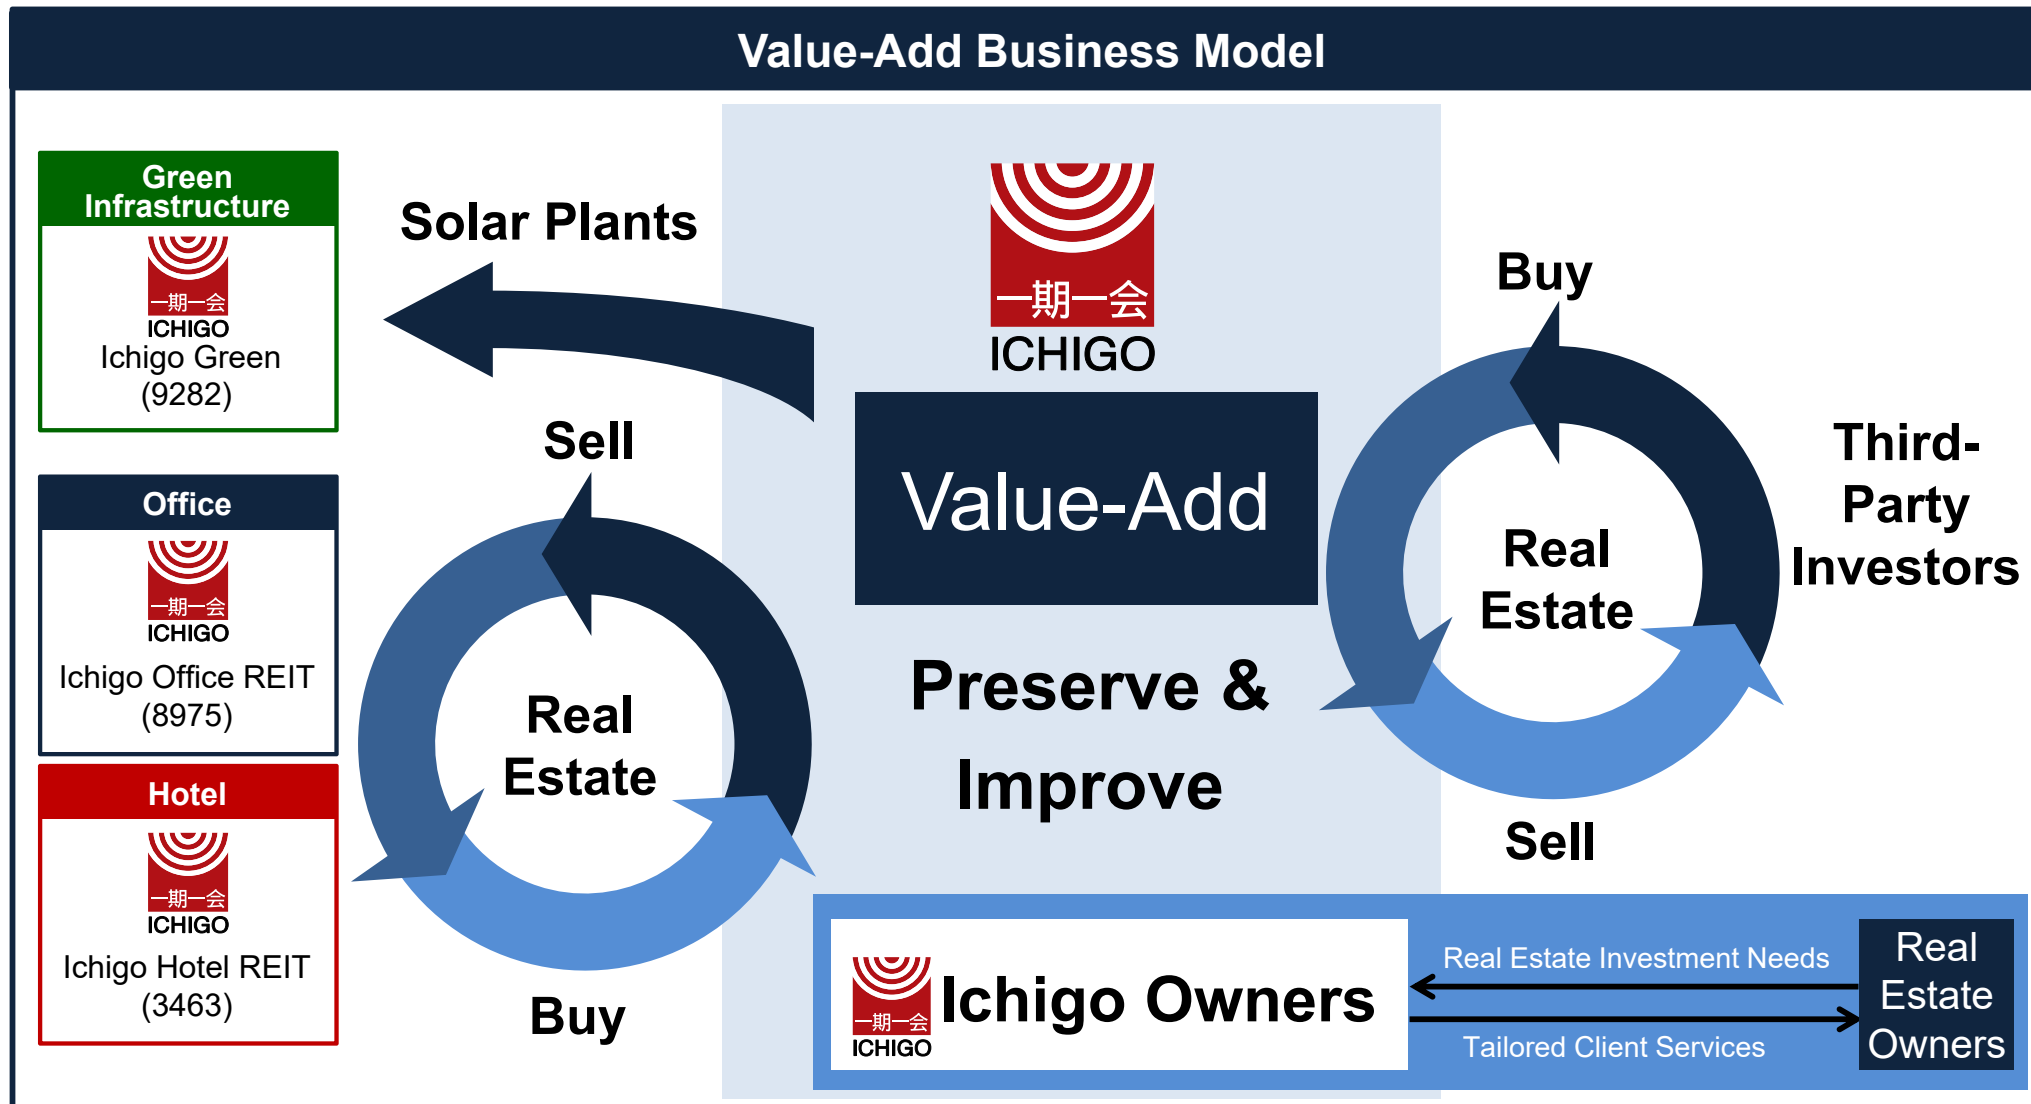 Value-Add Business Model
Green
Infrastructure
一期一会
ICHIGO
Ichigo Green
(9282)
Office
一期一会
ICHIGO
Ichigo Office REIT
(8975)
Hotel
一期一会
ICHIGO
Ichigo Hotel REIT
(3463)
Solar Plants
Sell
Real
Estate
Buy
一期一会
ICHIGO
Value-Add
Preserve &
Improve
Buy
Real
Estate
Sell
Third-
Party
Investors
一期一会
ICHIGO
Ichigo Owners
Real Estate Investment Needs
Tailored Client Services
Real
Estate
Owners